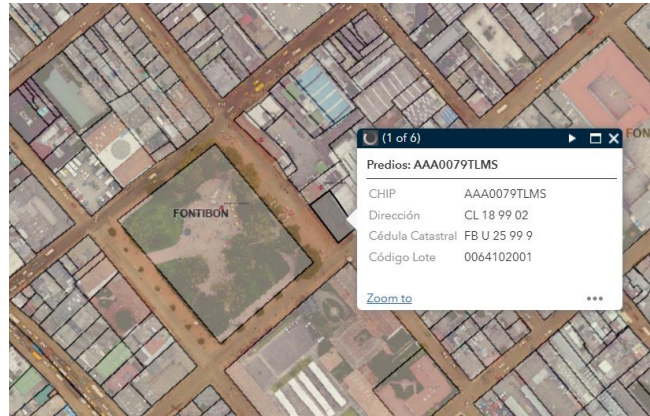 (1 of 6)
FON
Predios: AAA0079TLMS
CHIP AAA0079TLMS
Dirección CL 18 99 02
Cédula Catastral FB U 25 99 9
Código Lote 0064102001
FONTIBON
Zoom to